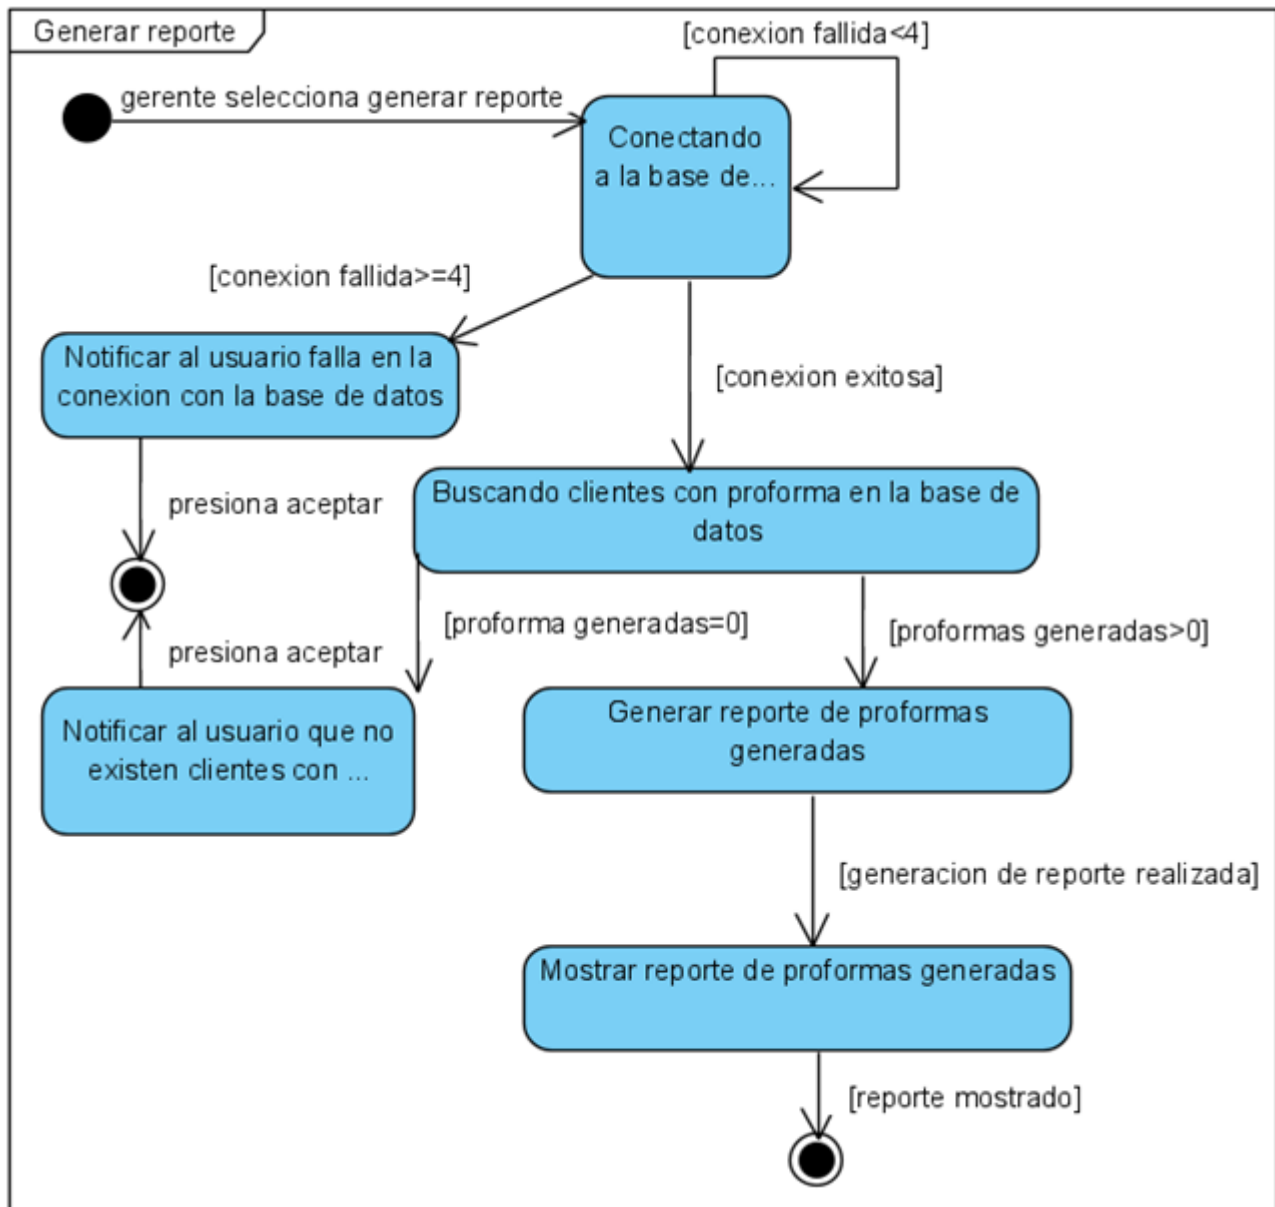 Generar reporte
[conexion fallida<4]
gerente selecciona generar reporte
Conectando
a la base de...
[conexion fallida>=4]
Notificar al usuario falla en la
conexion con la base de datos
[conexion exitosa]
presiona aceptar
Buscando clientes con proforma en la base de
datos
[proforma generadas=0]
[proformas generadas>0]
presiona aceptar
Notificar al usuario que no
existen clientes con ...
Generar reporte de proformas
generadas
[generacion de reporte realizada]
Mostrar reporte de proformas generadas
[reporte mostrado]